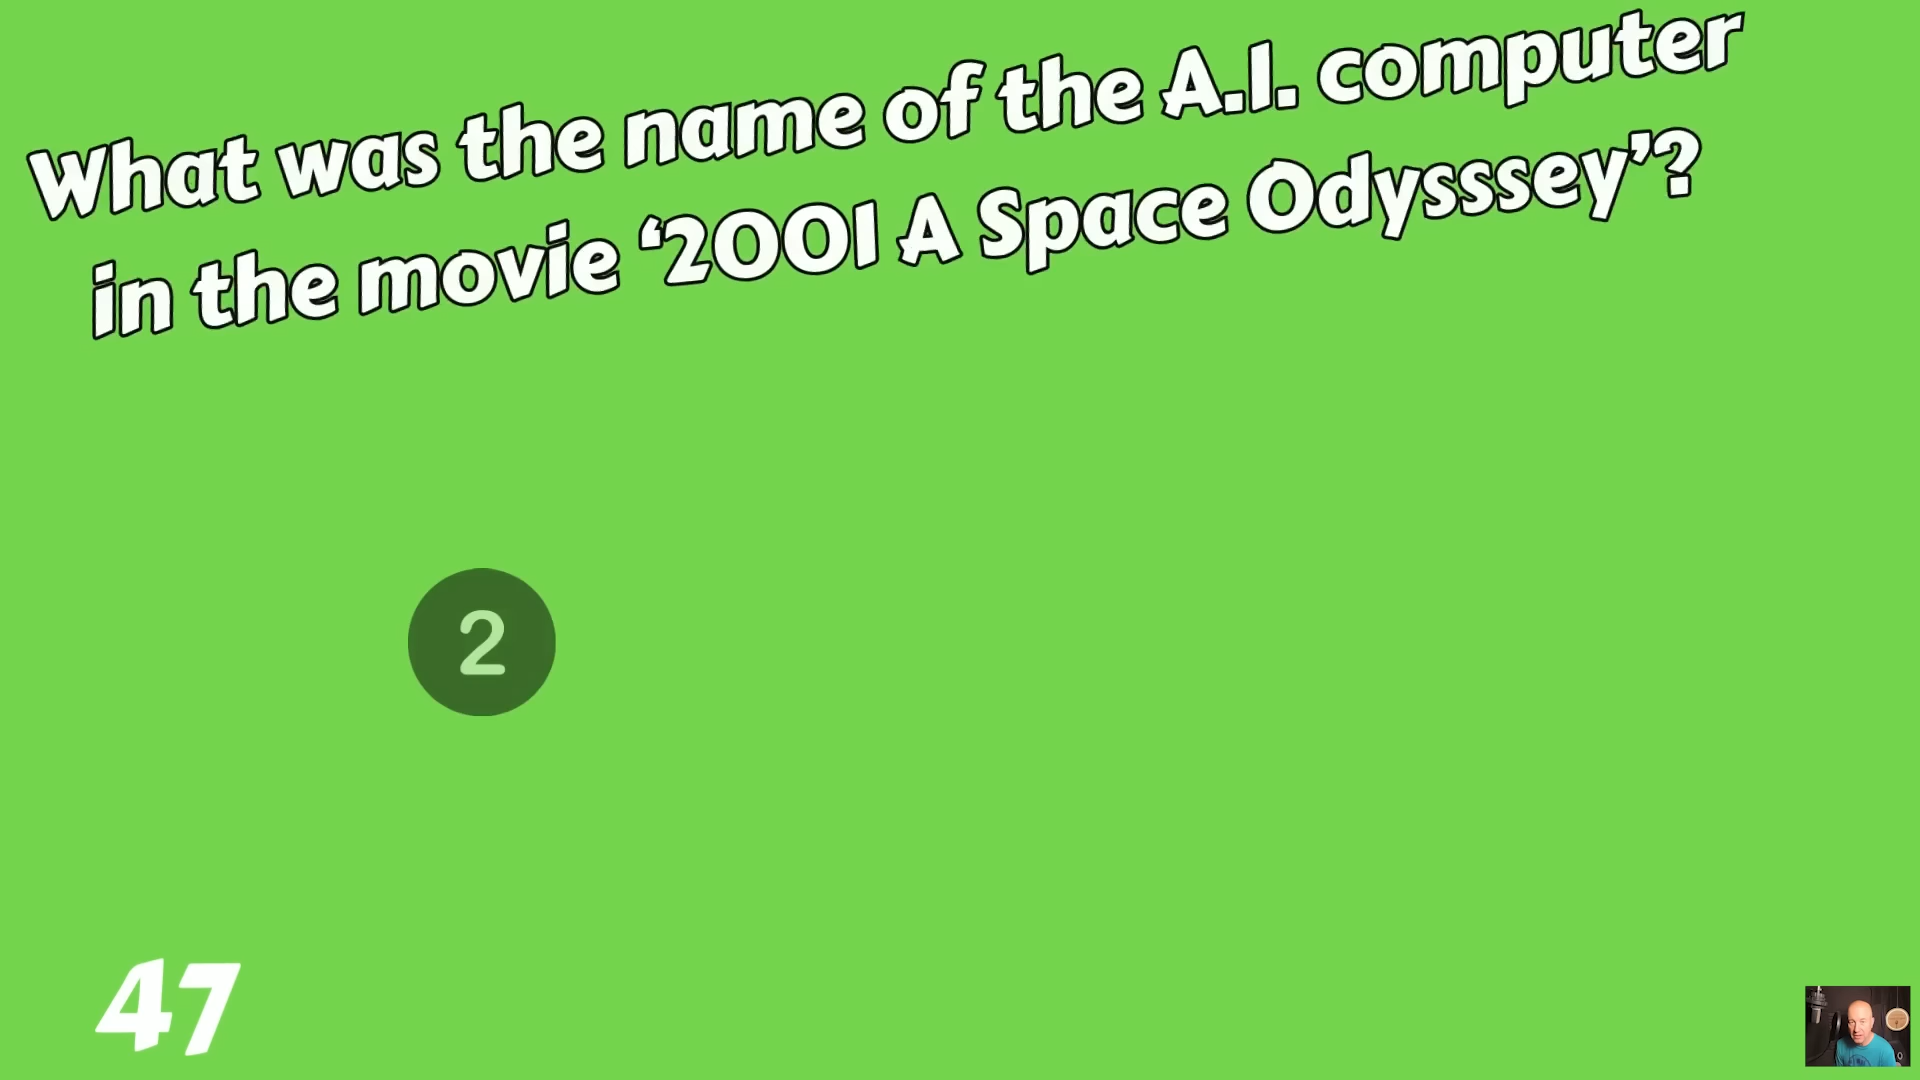 What was the name of the A.I. computer
in the movie ‘2001 A Space Odysssey’?
2
47